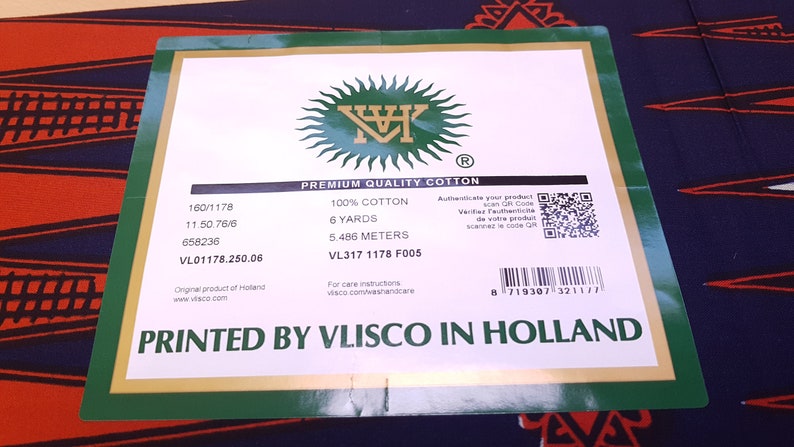 VH
®
PREMIUM QUALITY COTTON
160/1178
11.50.76/6
658236
VL01178.250.06
100% COTTON
6 YARDS
5.486 METERS
VL317 1178 F005
Authenticate your product
scan QR Code
Vérifiez l'authenticité
de votre produit
scannez le code QR
Original product of Holland
www.vlisco.com
For care instructions:
vlisco.com/washandcare
8 719307 321177
PRINTED BY VLISCO IN HOLLAND